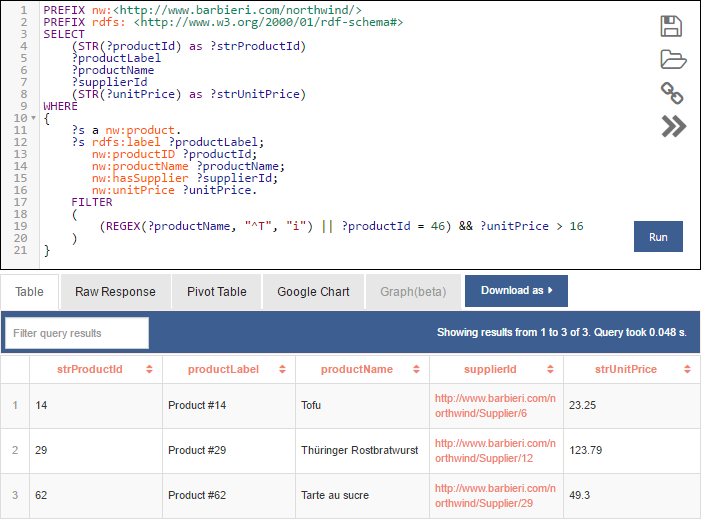 1 PREFIX nw:<http://www.barbieri.com/northwind/>
2 PREFIX rdfs: <http://www.w3.org/2000/01/rdf-schema#>
3 SELECT
4 (STR(?productId) as ?strProductId)
5 ?productLabel
6 ?productName
7 ?supplierId
8 (STR(?unitPrice) as ?strUnitPrice)
9 WHERE
10 {
11 ?s a nw:product.
12 ?s rdfs:label ?productLabel;
13 nw:productID ?productId;
14 nw:productName ?productName;
15 nw:hasSupplier ?supplierId;
16 nw:unitPrice ?unitPrice.
17 FILTER
18 (
19 (REGEX(?productName, "^T", "i") || ?productId = 46) && ?unitPrice > 16
20 )
21 }
Run
Table Raw Response Pivot Table Google Chart Graph(beta) Download as
Filter query results Showing results from 1 to 3 of 3. Query took 0.048 s.
strProductId productLabel productName supplierId strUnitPrice
1 14 Product #14 Tofu http://www.barbieri.com/n
orthwind/Supplier/6 23.25
2 29 Product #29 Thüringer Rostbratwurst http://www.barbieri.com/n
orthwind/Supplier/12 123.79
3 62 Product #62 Tarte au sucre http://www.barbieri.com/n
orthwind/Supplier/29 49.3